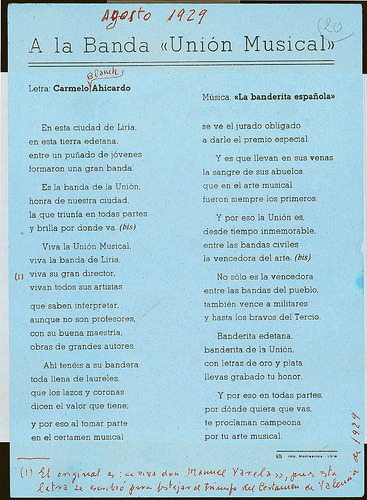 Agosto 1929
(20
A la Banda «Unión Musical»
Blanch
Letra: Carmelo Ahicardo
Música: «La banderita española»
En esta ciudad de Liria,
en esta tierra edetana,
entre un puñado de jóvenes
formaron una gran banda.
Es la banda de la Unión,
honra de nuestra ciudad,
la que triunfa en todas partes
y brilla por donde va. (bis)
Viva la Unión Musical,
viva la banda de Liria,
(1) viva su gran director,
vivan todos sus artistas
que saben interpretar,
aunque no son profesores,
con su buena maestría,
obras de grandes autores.
Ahí tenéis a su bandera
toda llena de laureles,
que los lazos y coronas
dicen el valor que tiene;
y por eso al tomar parte
en el certamen musical
se ve el jurado obligado
a darle el premio especial.
Y es que llevan en sus venas
la sangre de sus abuelos
que en el arte musical
fueron siempre los primeros.
Y por eso la Unión es,
desde tiempo inmemorable,
entre las bandas civiles
la vencedora del arte. (bis)
No sólo es la vencedora
entre las bandas del pueblo,
también vence a militares
y hasta los bravos del Tercio.
Banderita edetana,
banderita de la Unión,
con letras de oro y plata
llevas grabado tu honor.
Y por eso en todas partes,
por dónde quiera que vas,
te proclaman campeona
por tu arte musical.
Imp. Marqueença - Liria
(1) El original es: «viva don Manuel Varela», pues esta
letra se escribió para festejar el triunfo del Certamen de Valencia de 1929